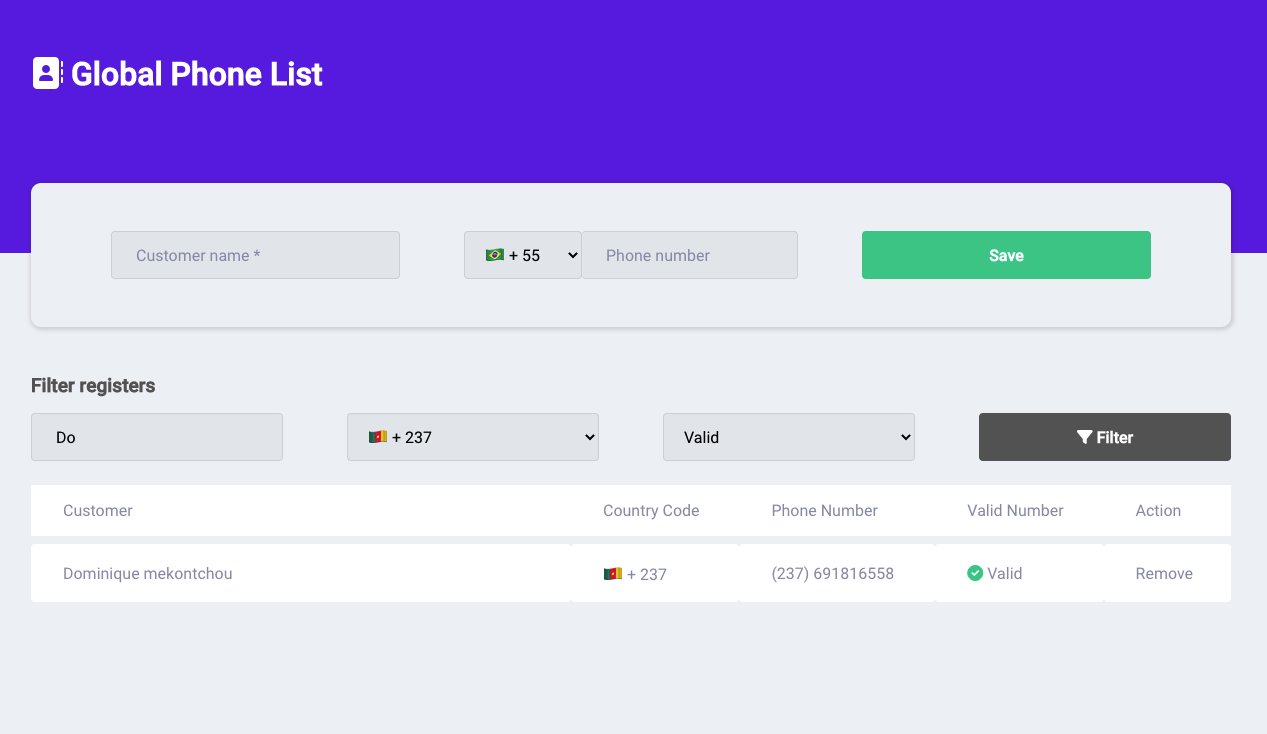 Global Phone List
Customer name * + 55 Phone number Save
Filter registers
Do + 237 Valid Filter
Customer Country Code Phone Number Valid Number Action
Dominique mekontchou + 237 (237) 691816558 Valid Remove